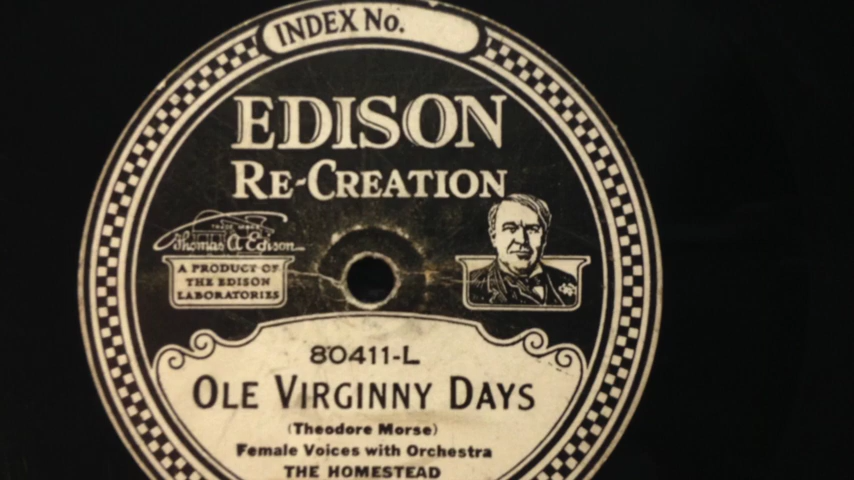 INDEX No.
EDISON
RE-CREATION
TRADE MARK
Thomas A Edison
A PRODUCT OF
THE EDISON
LABORATORIES
80411-L
OLE VIRGINNY DAYS
(Theodore Morse)
Female Voices with Orchestra
THE HOMESTEAD